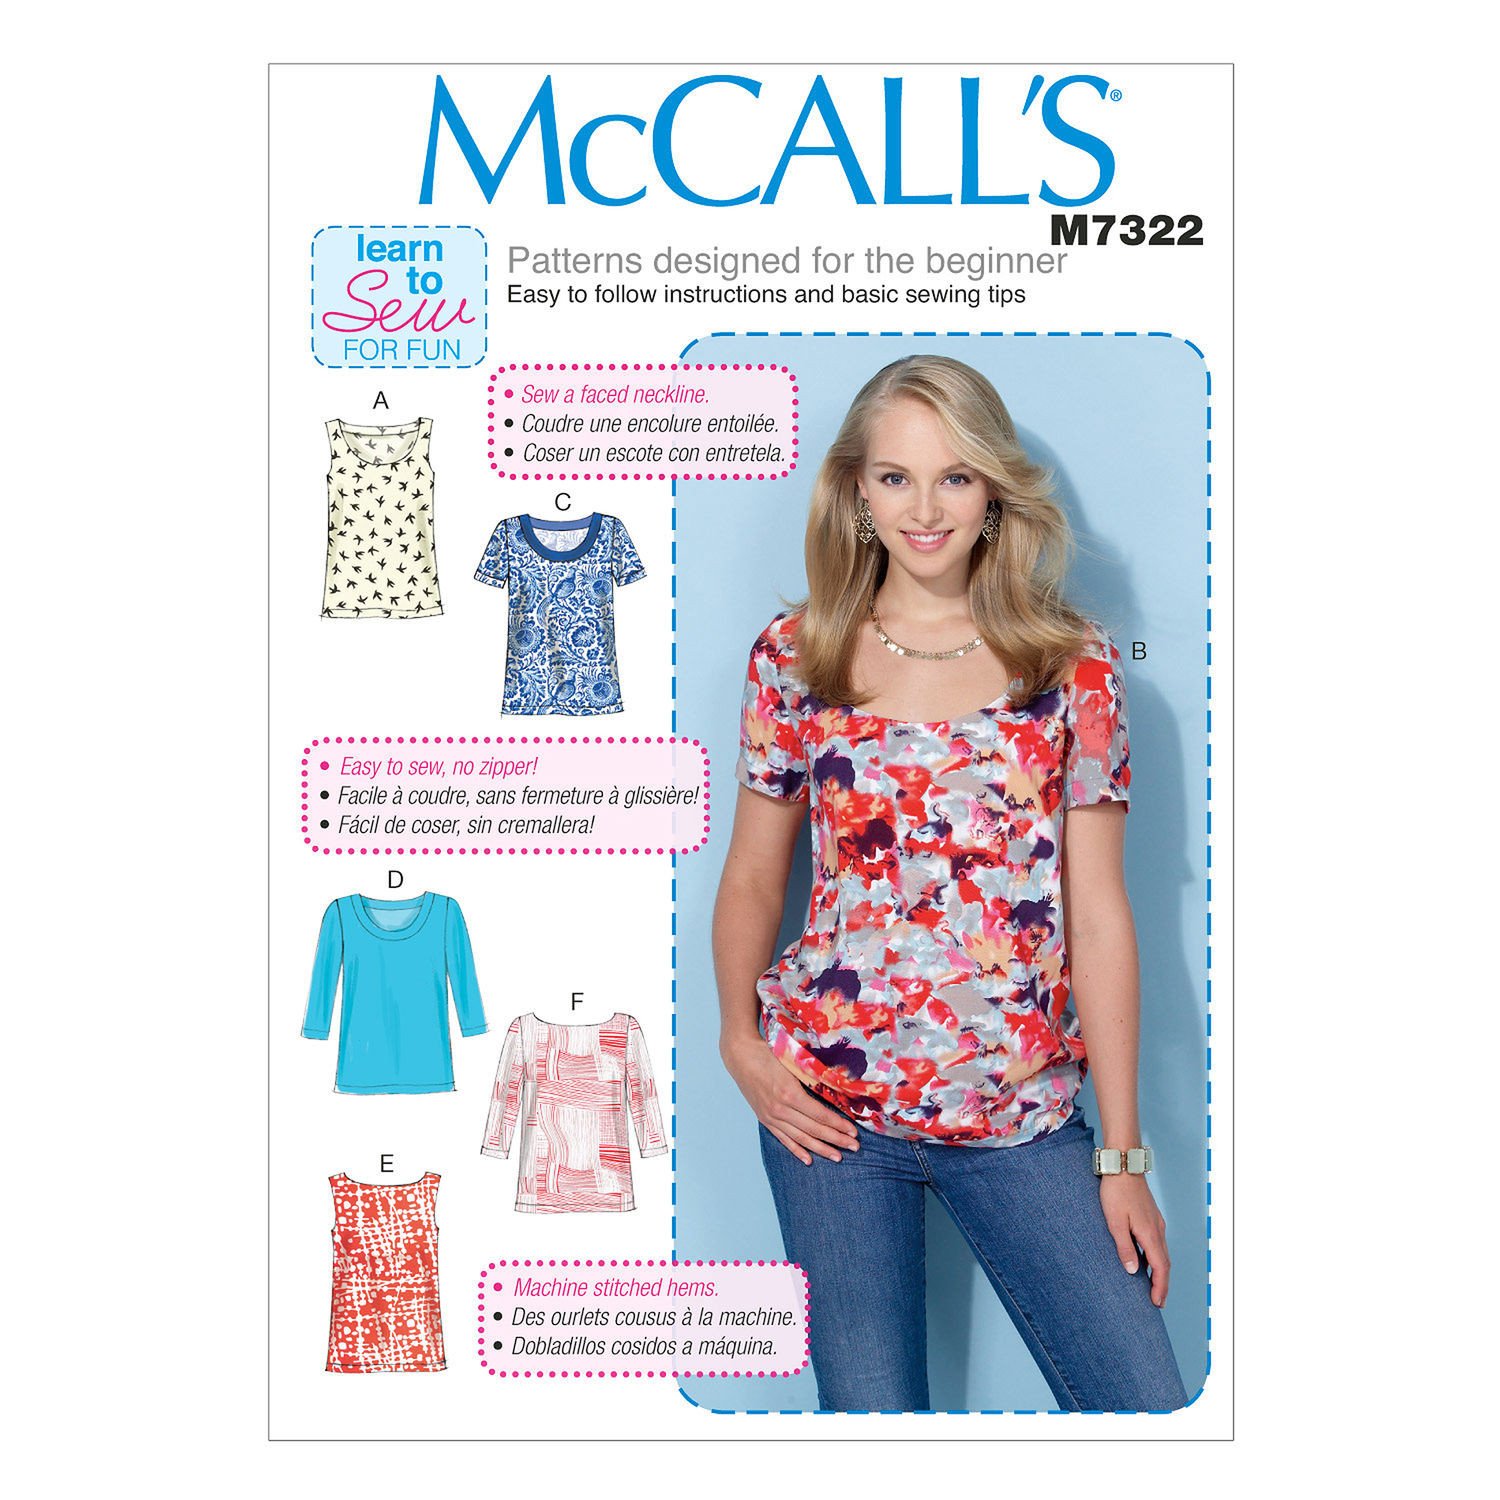 McCALL'S®
M7322
learn
to
Sew
FOR FUN
Patterns designed for the beginner
Easy to follow instructions and basic sewing tips
A
• Sew a faced neckline.
• Coudre une encolure entoilée.
• Coser un escote con entretela.
C
B
• Easy to sew, no zipper!
• Facile à coudre, sans fermeture à glissière!
• Fácil de coser, sin cremallera!
D
F
E
• Machine stitched hems.
• Des ourlets cousus à la machine.
• Dobladillos cosidos a máquina.